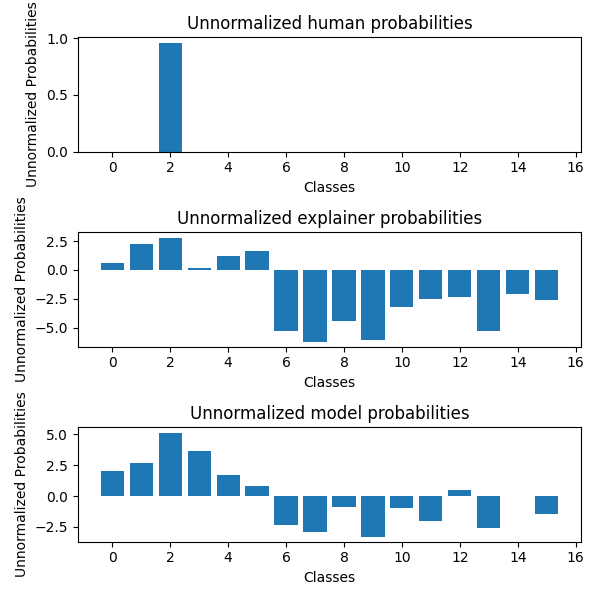 Unnormalized human probabilities
Unnormalized Probabilities
1.0
0.5
0.0
0 2 4 6 8 10 12 14 16
Classes
Unnormalized explainer probabilities
Unnormalized Probabilities
2.5
0.0
−2.5
−5.0
0 2 4 6 8 10 12 14 16
Classes
Unnormalized model probabilities
Unnormalized Probabilities
5.0
2.5
0.0
−2.5
0 2 4 6 8 10 12 14 16
Classes